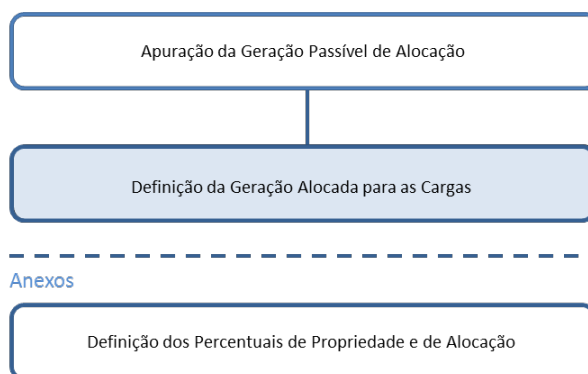 Apuração da Geração Passível de Alocação
Definição da Geração Alocada para as Cargas
Anexos
Definição dos Percentuais de Propriedade e de Alocação